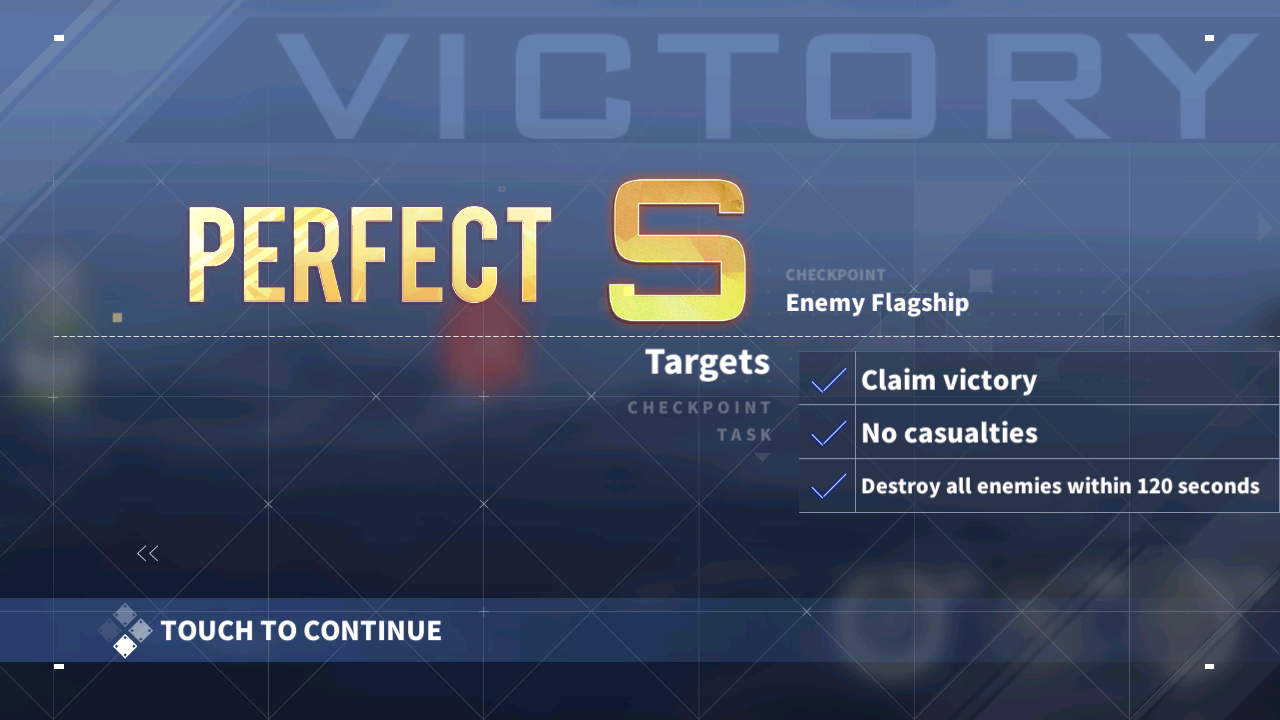 VICTORY
PERFECT S
CHECKPOINT
Enemy Flagship
Targets
CHECKPOINT
TASK
Claim victory
No casualties
Destroy all enemies within 120 seconds
TOUCH TO CONTINUE